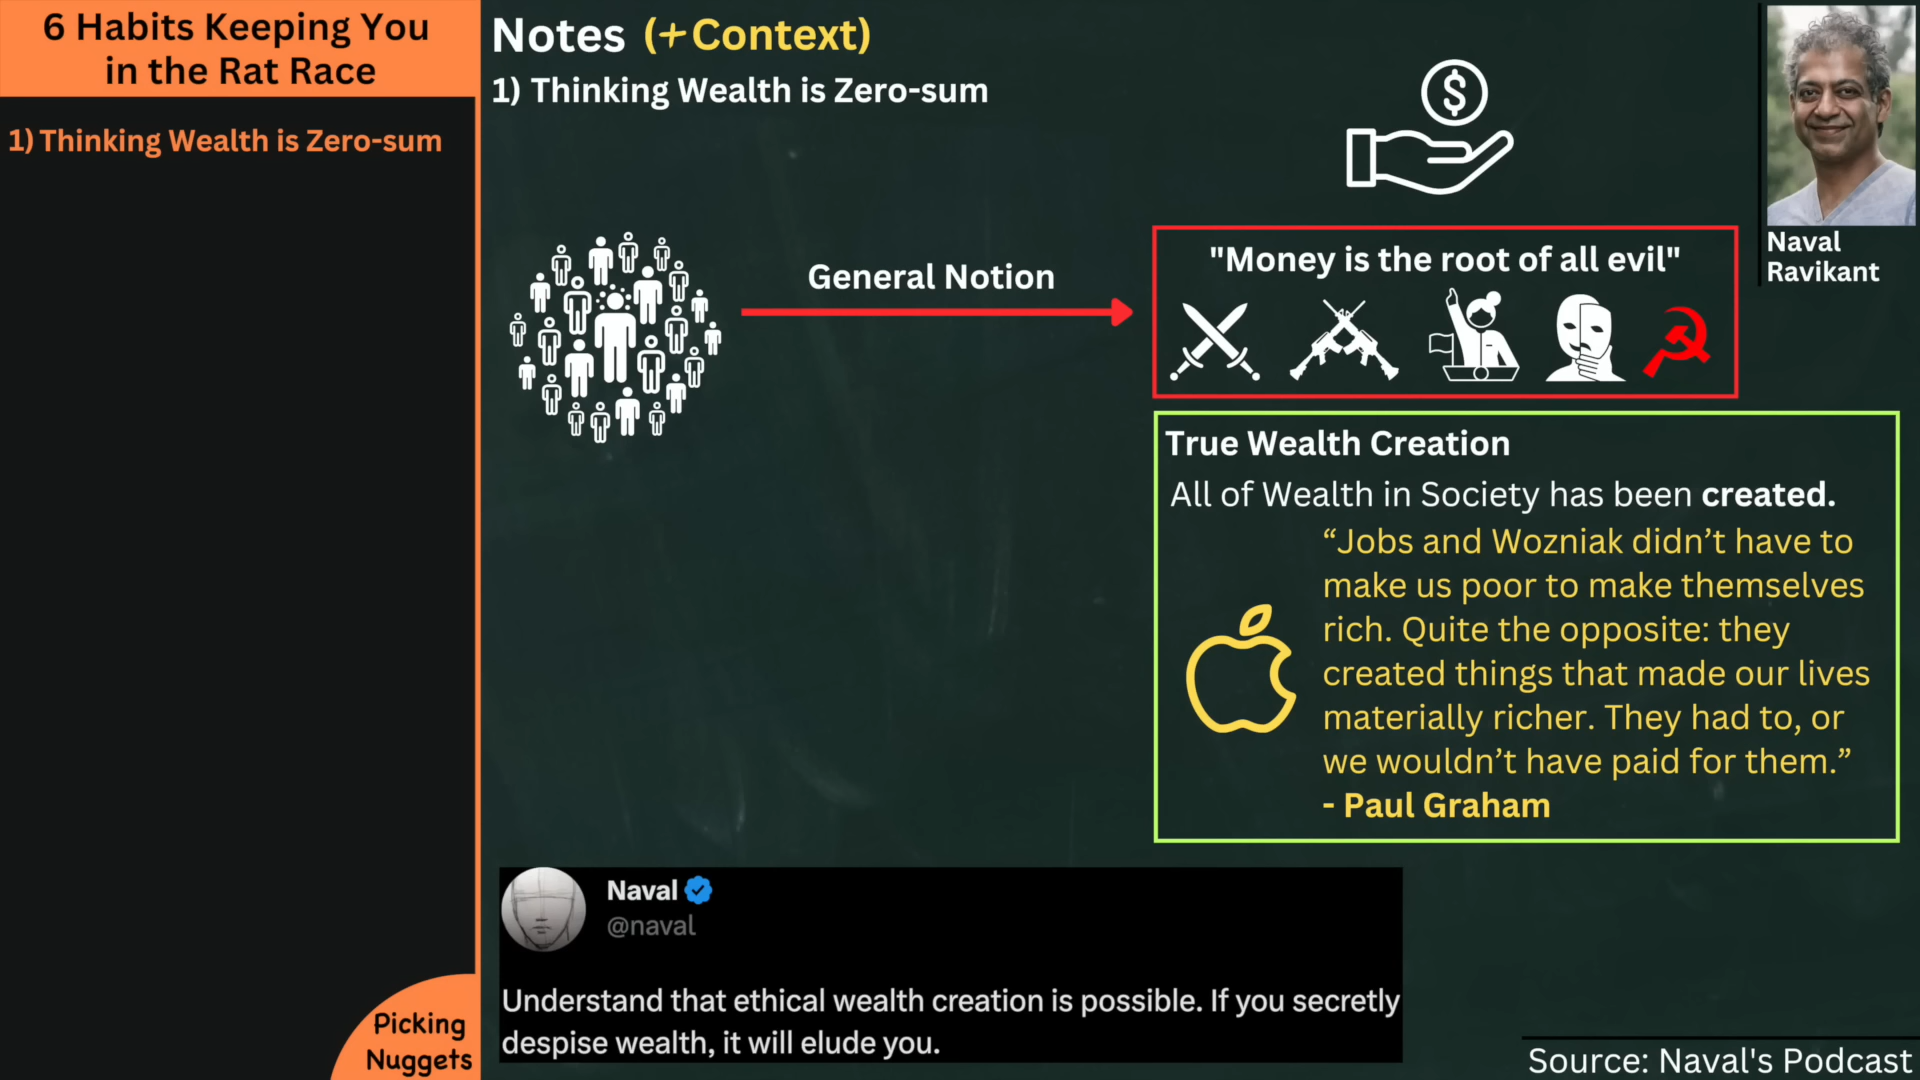 6 Habits Keeping You
in the Rat Race
1) Thinking Wealth is Zero-sum
Picking
Nuggets
Notes (+Context)
1) Thinking Wealth is Zero-sum
General Notion
$
"Money is the root of all evil"
Naval
Ravikant
True Wealth Creation
All of Wealth in Society has been created.
“Jobs and Wozniak didn’t have to
make us poor to make themselves
rich. Quite the opposite: they
created things that made our lives
materially richer. They had to, or
we wouldn’t have paid for them.”
- Paul Graham
Naval
@naval
Understand that ethical wealth creation is possible. If you secretly
despise wealth, it will elude you.
Source: Naval's Podcast